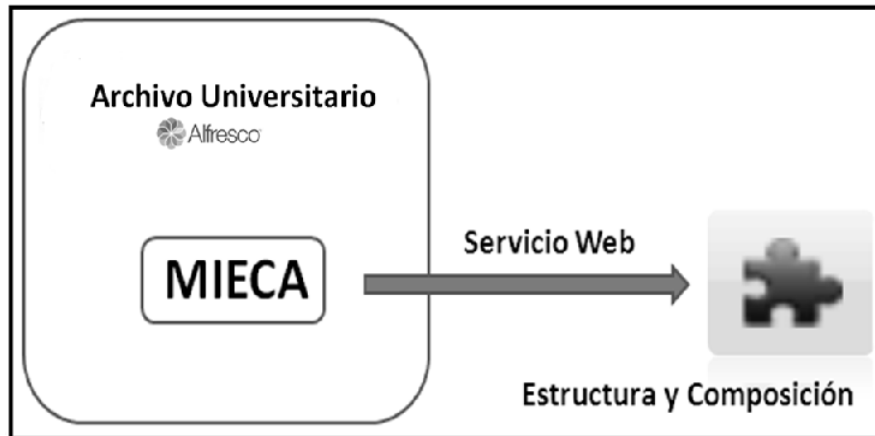 Archivo Universitario
Alfresco
MIECA
Servicio Web
Estructura y Composición